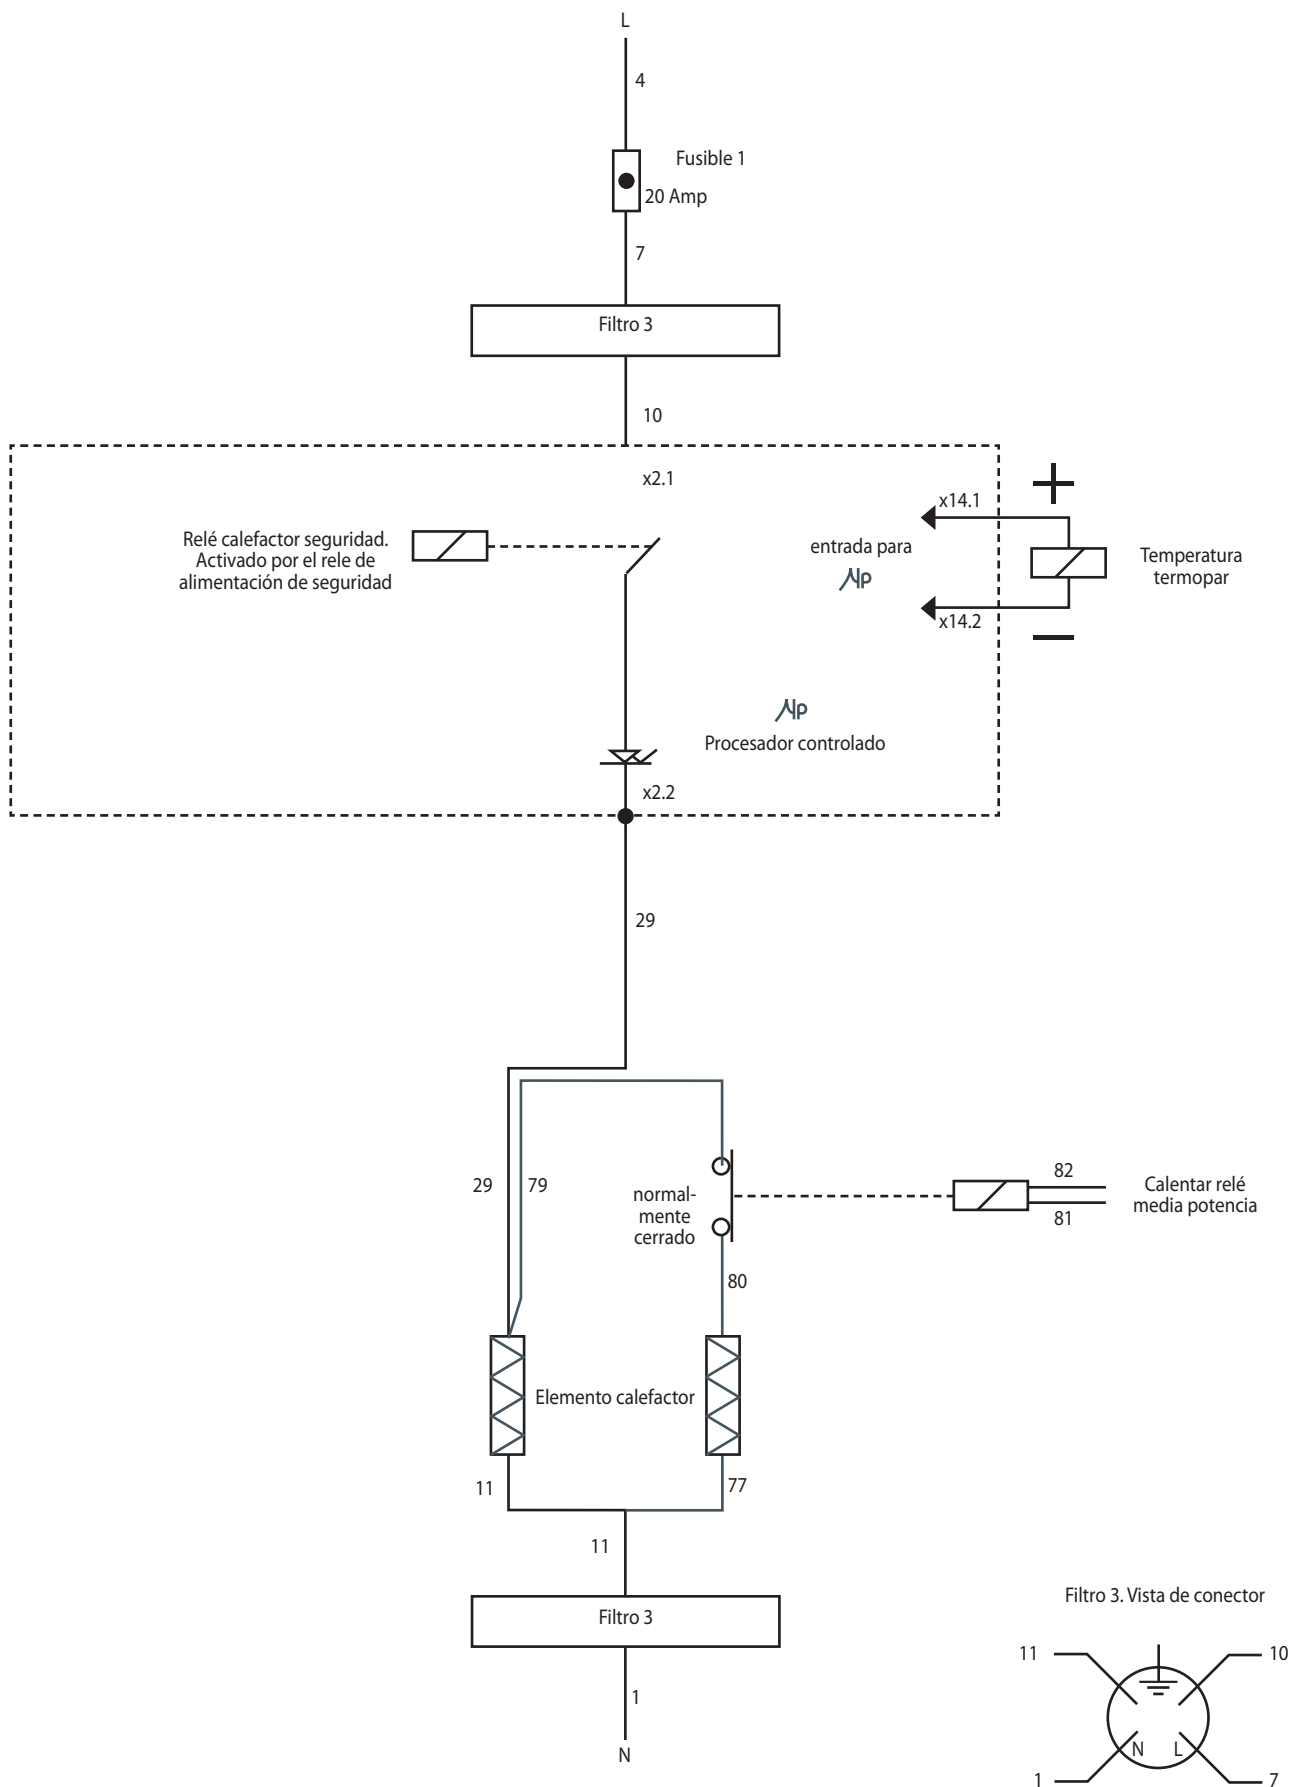 L
4
Fusible 1
20 Amp
7
Filtro 3
10
x2.1
x14.1
Relé calefactor seguridad.
Activado por el rele de
alimentación de seguridad
entrada para
Temperatura
termopar
x14.2
Procesador controlado
x2.2
29
29
79
normal-
mente
cerrado
82
81
Calentar relé
media potencia
80
Elemento calefactor
11
77
11
Filtro 3
1
N
Filtro 3. Vista de conector
11
10
N
L
1
7